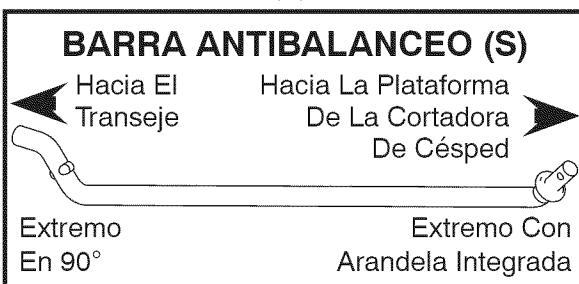 BARRA ANTIBALANCEO (S)
Hacia El
Transeje
Hacia La Plataforma
De La Cortadora
De Césped
Extremo
En 90°
Extremo Con
Arandela Integrada